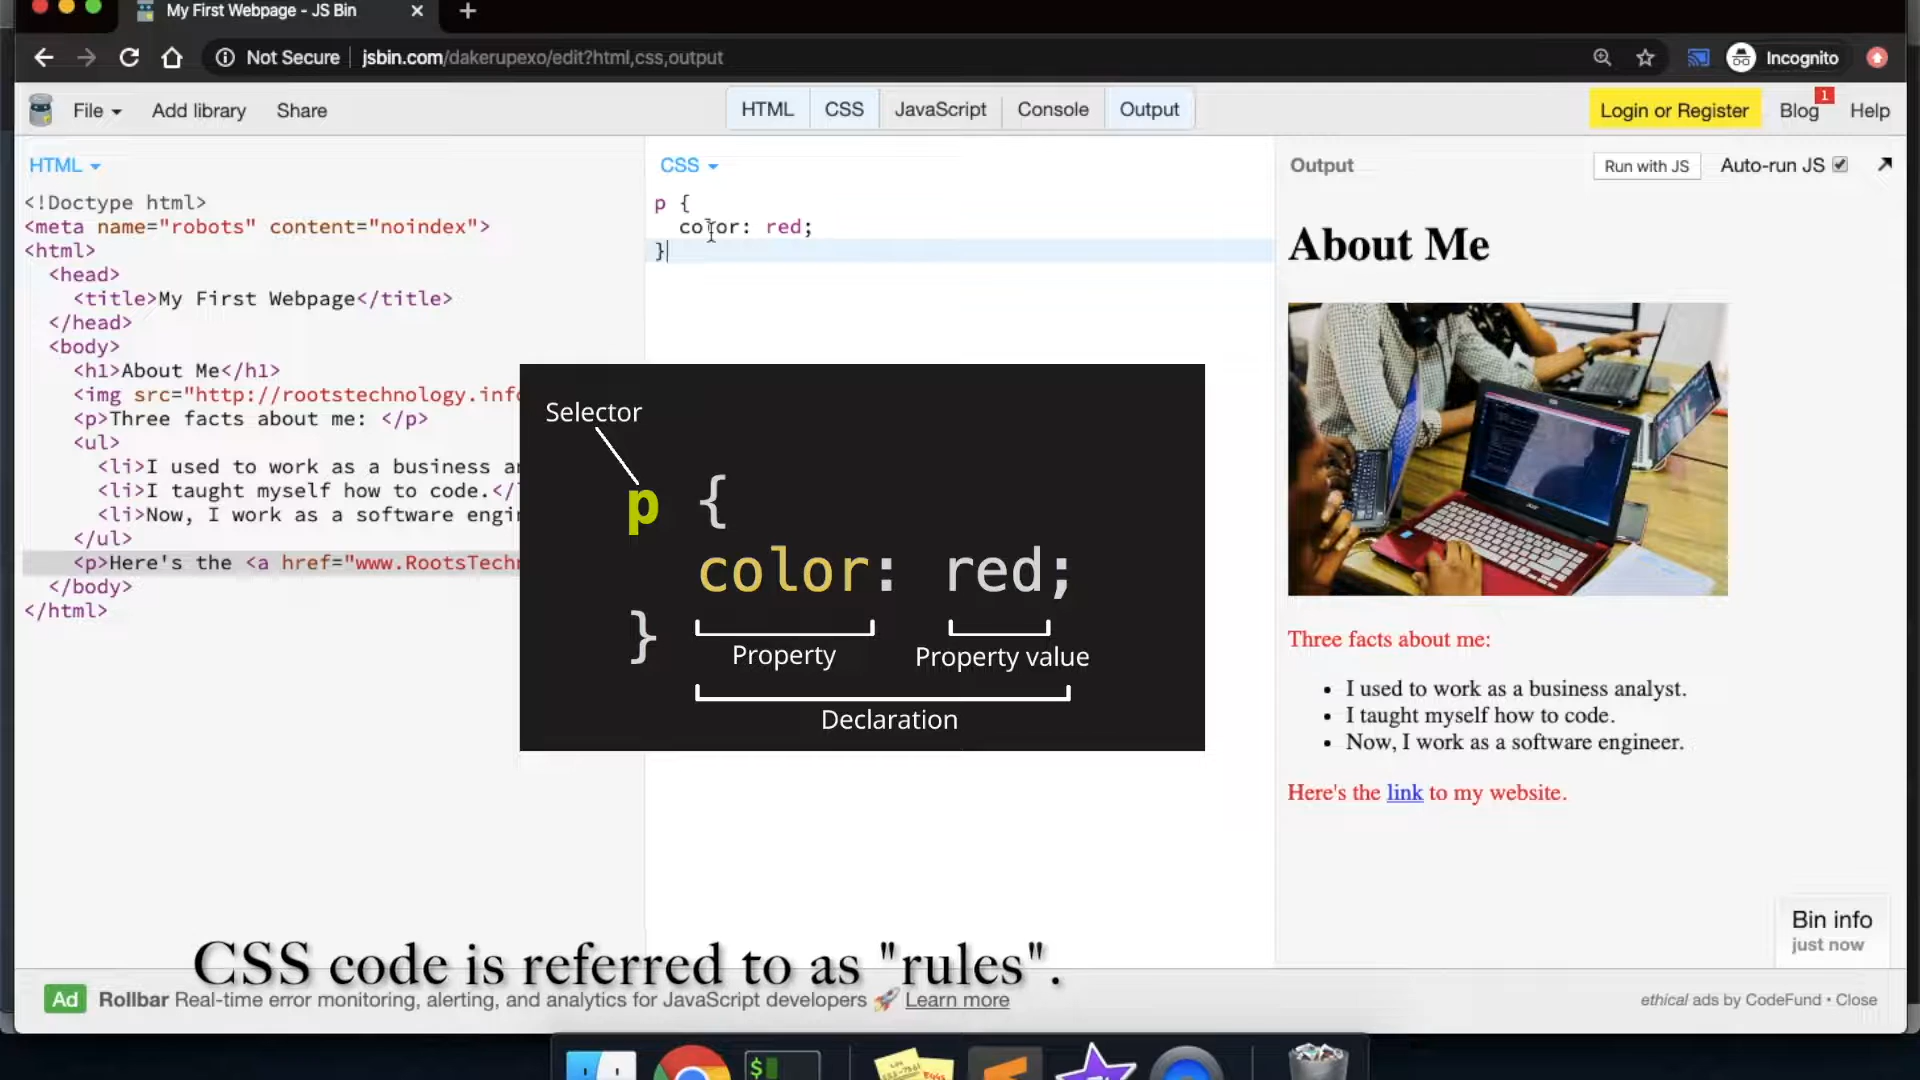 My First Webpage - JS Bin
Not Secure | jsbin.com/dakerupexo/edit?html,css,output
Incognito
File
Add library
Share
HTML
CSS
JavaScript
Console
Output
Login or Register
Blog
1
Help
HTML
<!Doctype html>
<meta name="robots" content="noindex">
<html>
<head>
<title>My First Webpage</title>
</head>
<body>
<h1>About Me</h1>
<img src="http://rootstechnology.info
<p>Three facts about me: </p>
<ul>
<li>I used to work as a business an
<li>I taught myself how to code.</
<li>Now, I work as a software engi
</ul>
<p>Here's the <a href="www.RootsTech
</body>
</html>
CSS
p {
color: red;
}
Selector
p {
color: red;
}
Property
Property value
Declaration
Output
Run with JS
Auto-run JS
About Me
Three facts about me:
• I used to work as a business analyst.
• I taught myself how to code.
• Now, I work as a software engineer.
Here's the link to my website.
Bin info
just now
CSS code is referred to as "rules".
Ad Rollbar Real-time error monitoring, alerting, and analytics for JavaScript developers 🚀 Learn more
ethical ads by CodeFund • Close
$